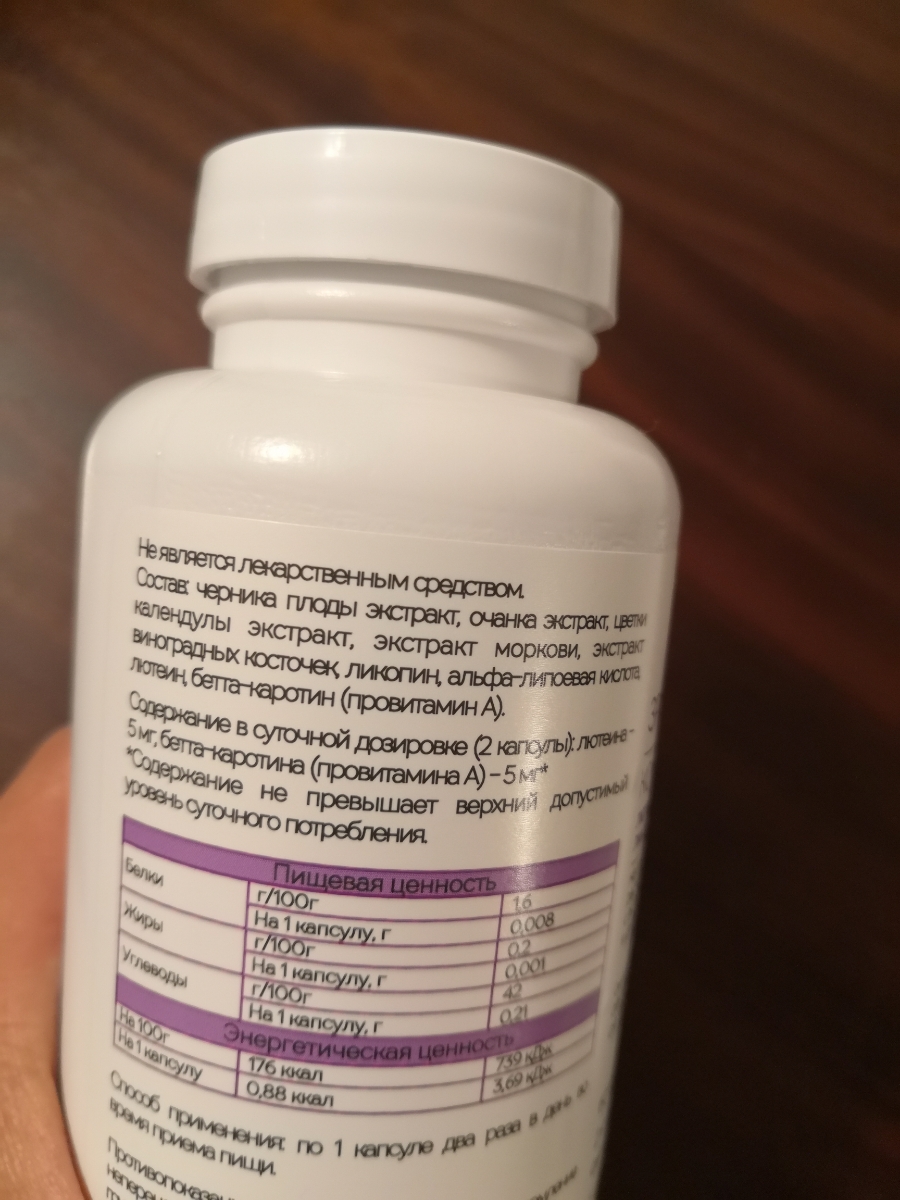 Не является лекарственным средством.
Состав: черника плоды экстракт, очанка экстракт, цветки
календулы экстракт, экстракт моркови, экстракт
виноградных косточек, ликопин, альфа-липоевая кислота,
лютеин, бетта-каротин (провитамин А).
Содержание в суточной дозировке (2 капсулы): лютеина -
5 мг, бетта-каротина (провитамина А) - 5 мг*
*Содержание не превышает верхний допустимый
уровень суточного потребления.
Пищевая ценность
Белки г/100г 1,6
На 1 капсулу, г 0,008
Жиры г/100г 0,2
На 1 капсулу, г 0,001
Углеводы г/100г 42
На 1 капсулу, г 0,21
Энергетическая ценность
На 100г 176 ккал 739 кДж
На 1 капсулу 0,88 ккал 3,69 кДж
Способ применения: по 1 капсуле два раза в день во
время приема пищи.